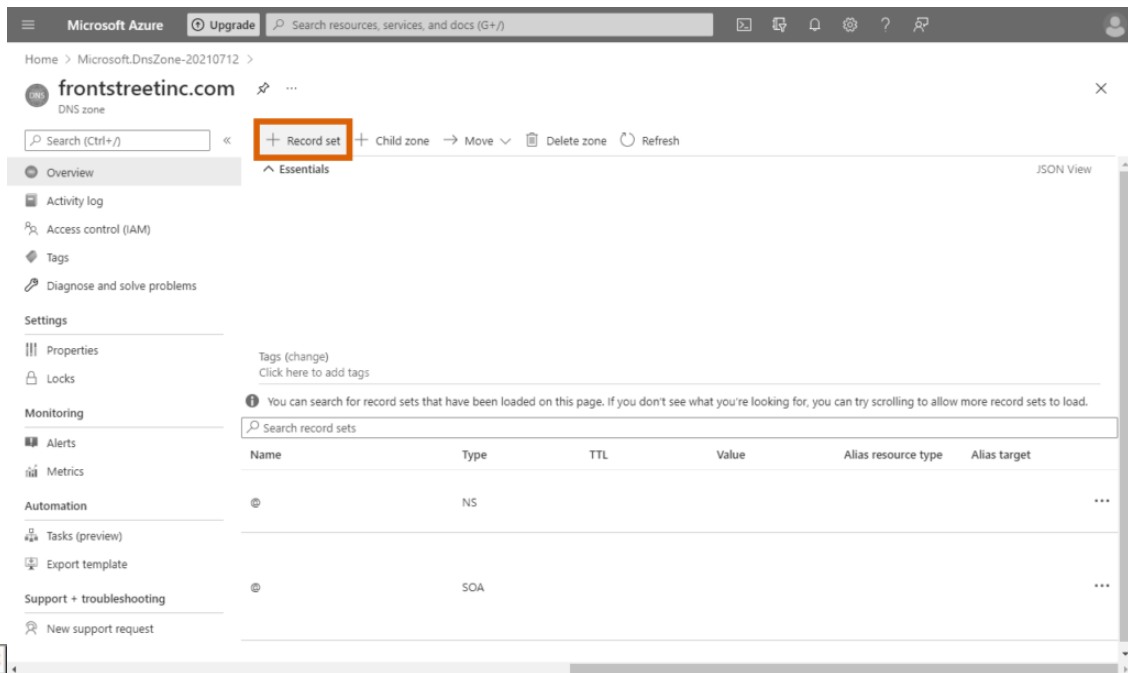 Microsoft Azure
Upgrade
Search resources, services, and docs (G+/)
Home > Microsoft.DnsZone-20210712 >
DNS
frontstreetinc.com
DNS zone
Search (Ctrl+/)
Overview
Activity log
Access control (IAM)
Tags
Diagnose and solve problems
Settings
Properties
Locks
Monitoring
Alerts
Metrics
Automation
Tasks (preview)
Export template
Support + troubleshooting
New support request
Record set
Child zone
Move
Delete zone
Refresh
Essentials
JSON View
Tags (change)
Click here to add tags
You can search for record sets that have been loaded on this page. If you don't see what you're looking for, you can try scrolling to allow more record sets to load.
Search record sets
Name Type TTL Value Alias resource type Alias target
@ NS
@ SOA